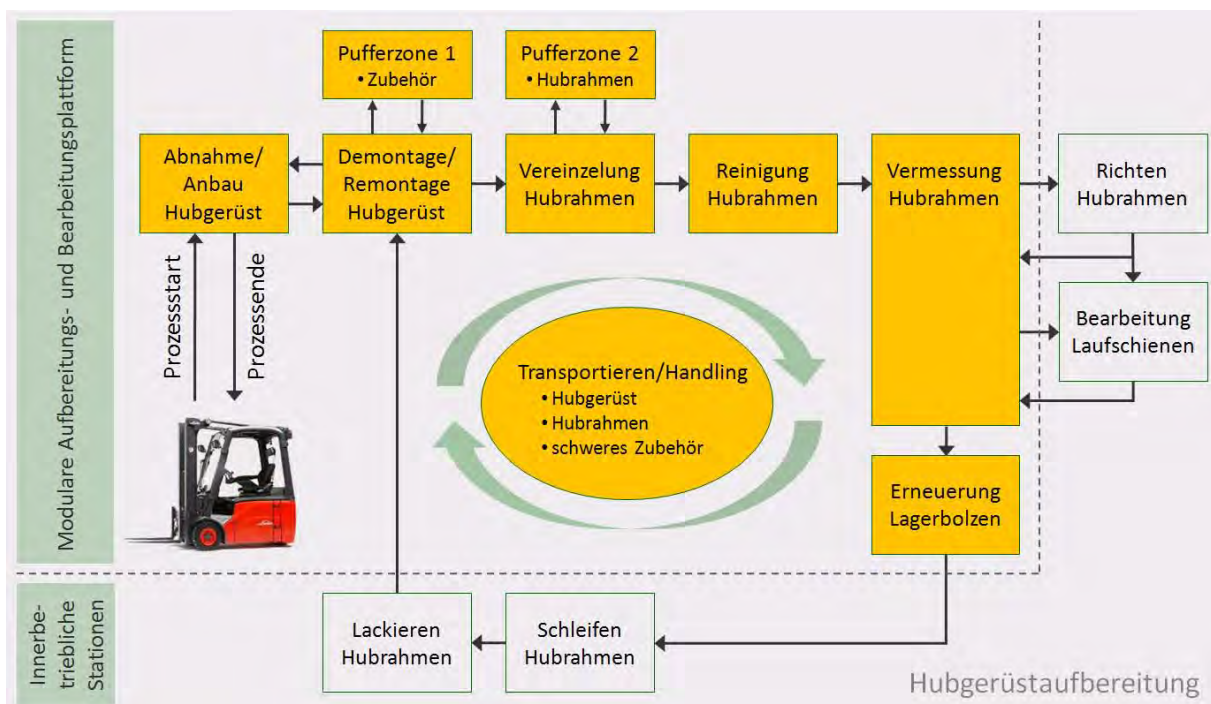 Modulare Aufbereitungs- und Bearbeitungsplattform
Pufferzone 1
• Zubehör
Pufferzone 2
• Hubrahmen
Abnahme/
Anbau
Hubgerüst
Demontage/
Remontage
Hubgerüst
Vereinzelung
Hubrahmen
Reinigung
Hubrahmen
Vermessung
Hubrahmen
Richten
Hubrahmen
Prozessstart
Prozessende
Bearbeitung
Laufschienen
Transportieren/Handling
• Hubgerüst
• Hubrahmen
• schweres Zubehör
Erneuerung
Lagerbolzen
Innerbe-
triebliche
Stationen
Lackieren
Hubrahmen
Schleifen
Hubrahmen
Hubgerüstaufbereitung